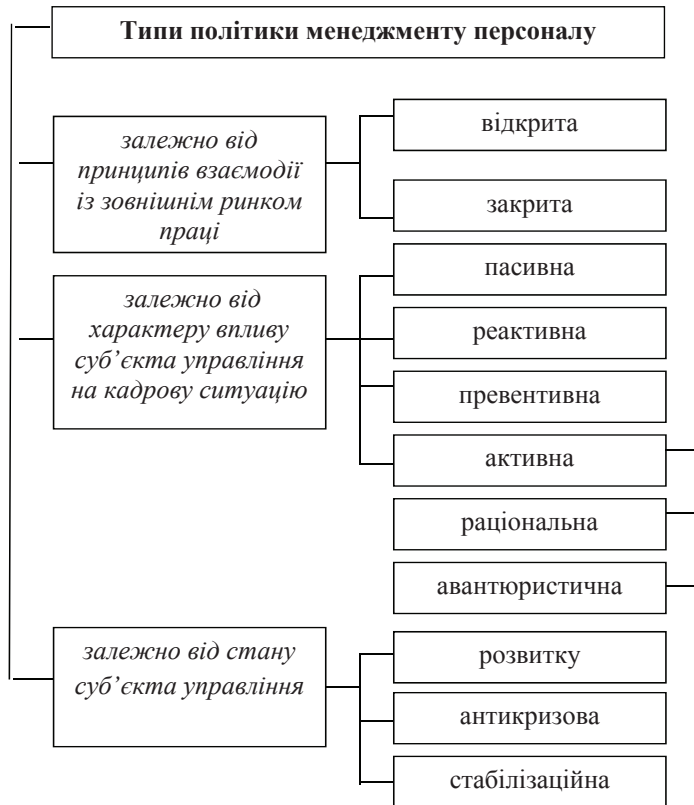 Типи політики менеджменту персоналу
залежно від
принципів взаємодії
із зовнішнім ринком
праці
відкрита
закрита
залежно від
характеру впливу
суб’єкта управління
на кадрову ситуацію
пасивна
реактивна
превентивна
активна
раціональна
авантюристична
залежно від стану
суб’єкта управління
розвитку
антикризова
стабілізаційна